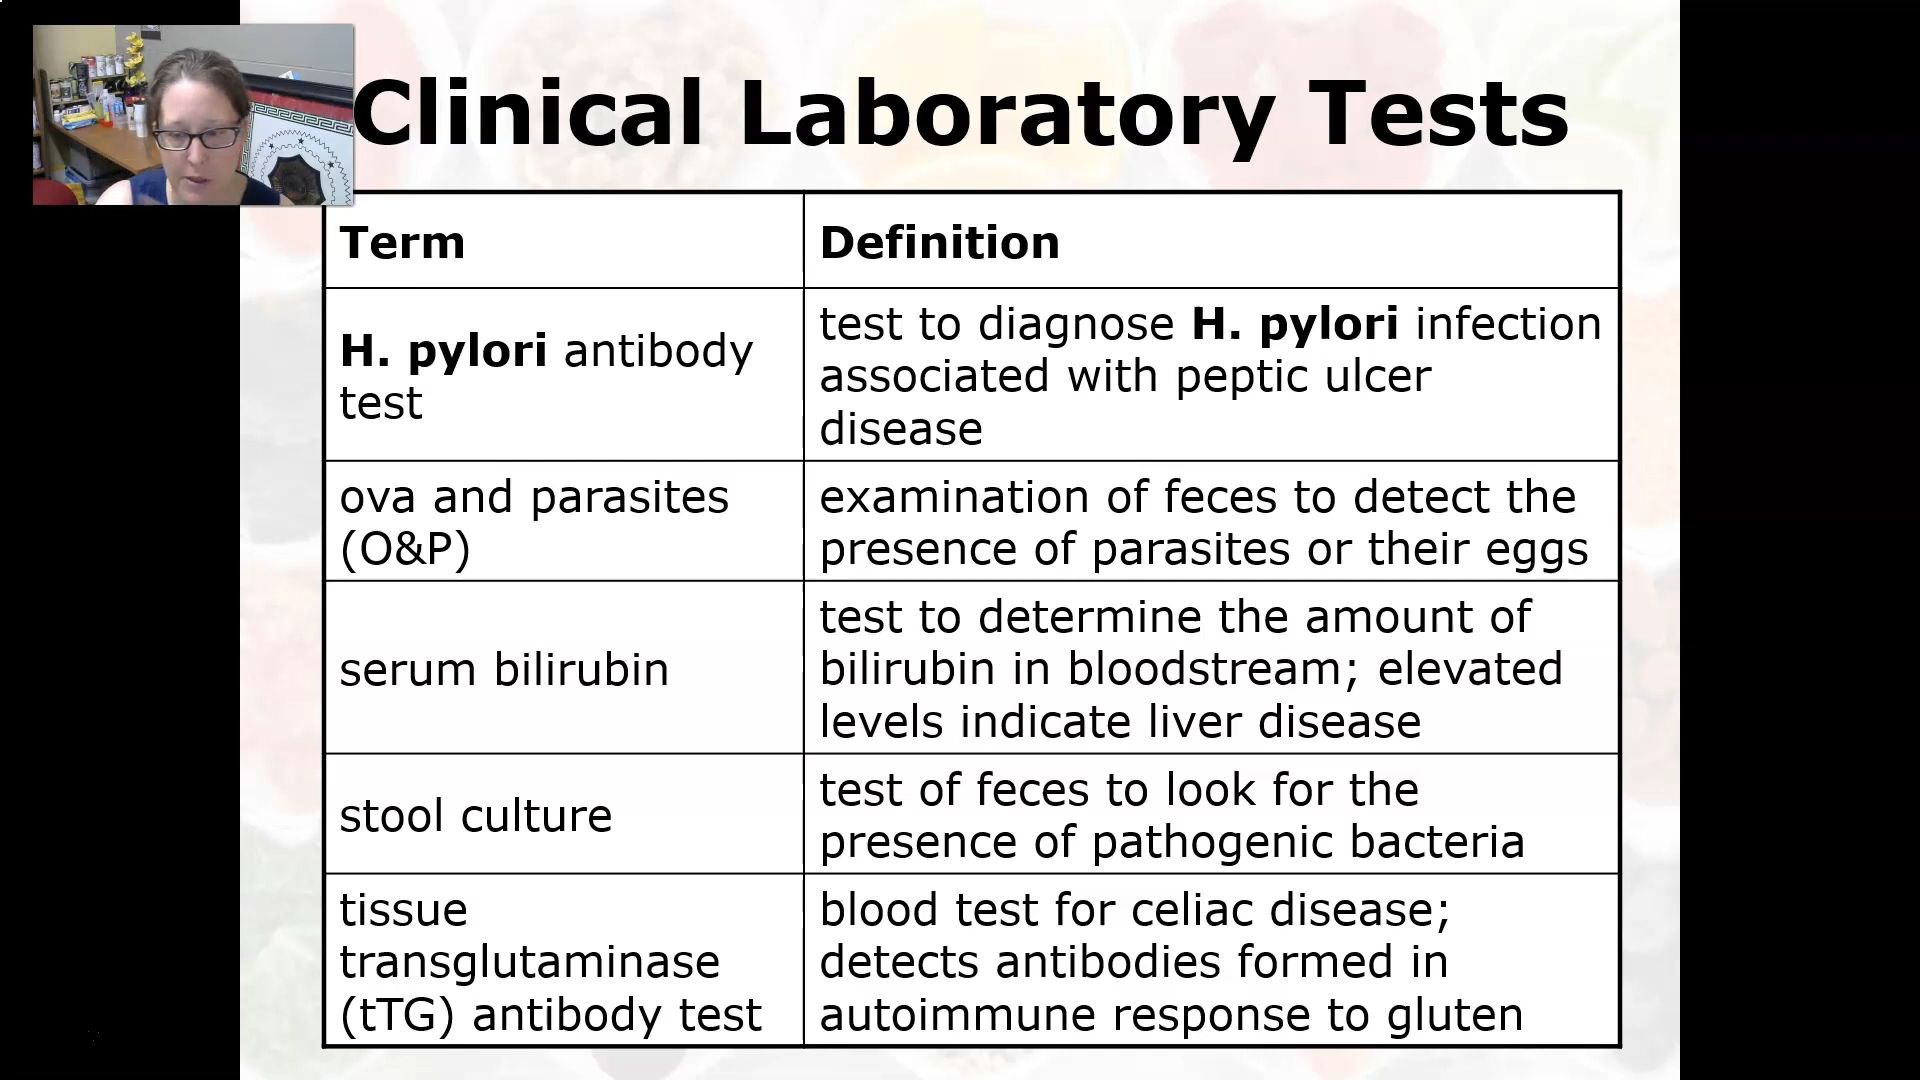 Clinical Laboratory Tests
Term
Definition
H. pylori antibody
test
test to diagnose H. pylori infection
associated with peptic ulcer
disease
ova and parasites
(O&P)
examination of feces to detect the
presence of parasites or their eggs
serum bilirubin
test to determine the amount of
bilirubin in bloodstream; elevated
levels indicate liver disease
stool culture
test of feces to look for the
presence of pathogenic bacteria
tissue
transglutaminase
(tTG) antibody test
blood test for celiac disease;
detects antibodies formed in
autoimmune response to gluten